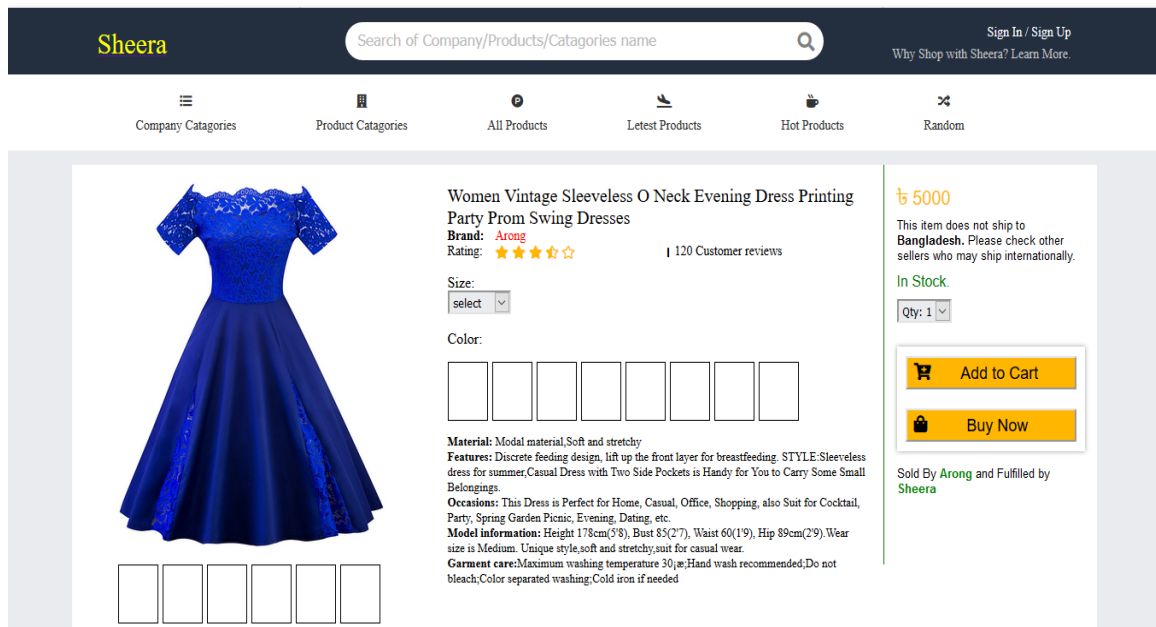 Sheera
Search of Company/Products/Catagories name
Sign In / Sign Up
Why Shop with Sheera? Learn More.
Company Catagories
Product Catagories
All Products
Letest Products
Hot Products
Random
Women Vintage Sleeveless O Neck Evening Dress Printing
Party Prom Swing Dresses
Brand: Arong
Rating:
| 120 Customer reviews
Size:
select
Color:
Material: Modal material,Soft and stretchy
Features: Discrete feeding design, lift up the front layer for breastfeeding. STYLE:Sleeveless
dress for summer,Casual Dress with Two Side Pockets is Handy for You to Carry Some Small
Belongings.
Occasions: This Dress is Perfect for Home, Casual, Office, Shopping, also Suit for Cocktail,
Party, Spring Garden Picnic, Evening, Dating, etc.
Model information: Height 178cm(5'8), Bust 85(2'7), Waist 60(1'9), Hip 89cm(2'9).Wear
size is Medium. Unique style,soft and stretchy,suit for casual wear.
Garment care:Maximum washing temperature 30¡æ;Hand wash recommended;Do not
bleach;Color separated washing;Cold iron if needed
৳ 5000
This item does not ship to
Bangladesh. Please check other
sellers who may ship internationally.
In Stock.
Qty: 1
Add to Cart
Buy Now
Sold By Arong and Fulfilled by
Sheera